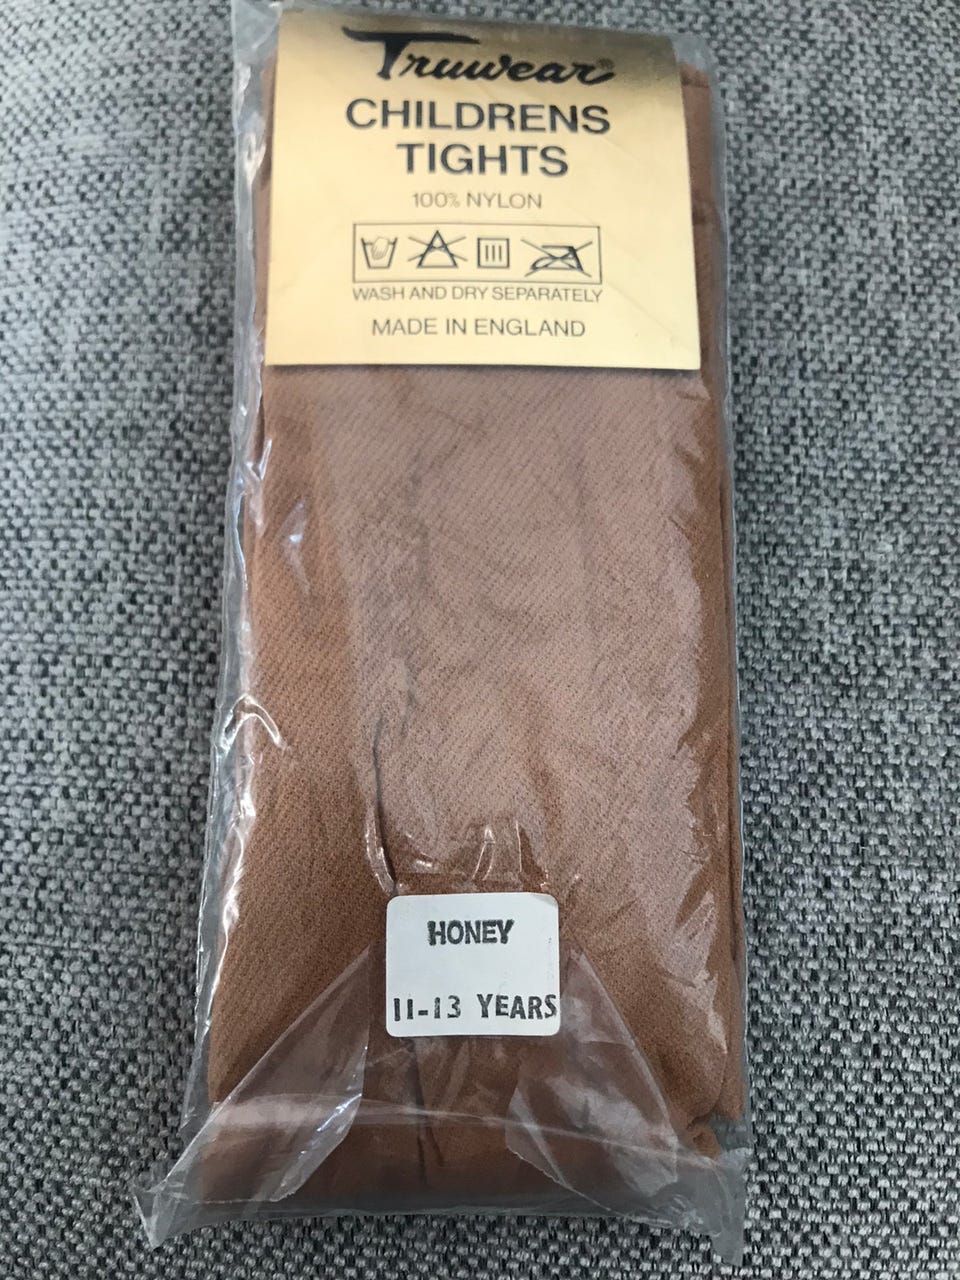 Truwear®
CHILDRENS
TIGHTS
100% NYLON
WASH AND DRY SEPARATELY
MADE IN ENGLAND
HONEY
11-13 YEARS